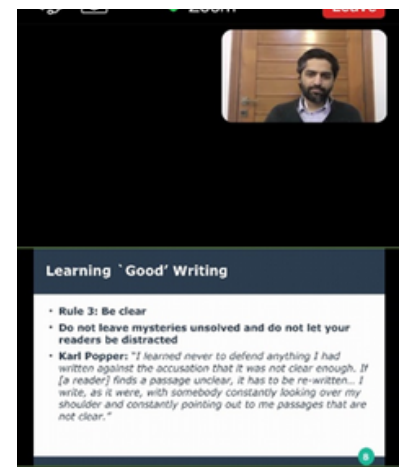 Zoom
Leave
Learning `Good’ Writing
• Rule 3: Be clear
• Do not leave mysteries unsolved and do not let your
readers be distracted
• Karl Popper: “I learned never to defend anything I had
written against the accusation that it was not clear enough. If
[a reader] finds a passage unclear, it has to be re-written... I
write, as it were, with somebody constantly looking over my
shoulder and constantly pointing out to me passages that are
not clear.”
8